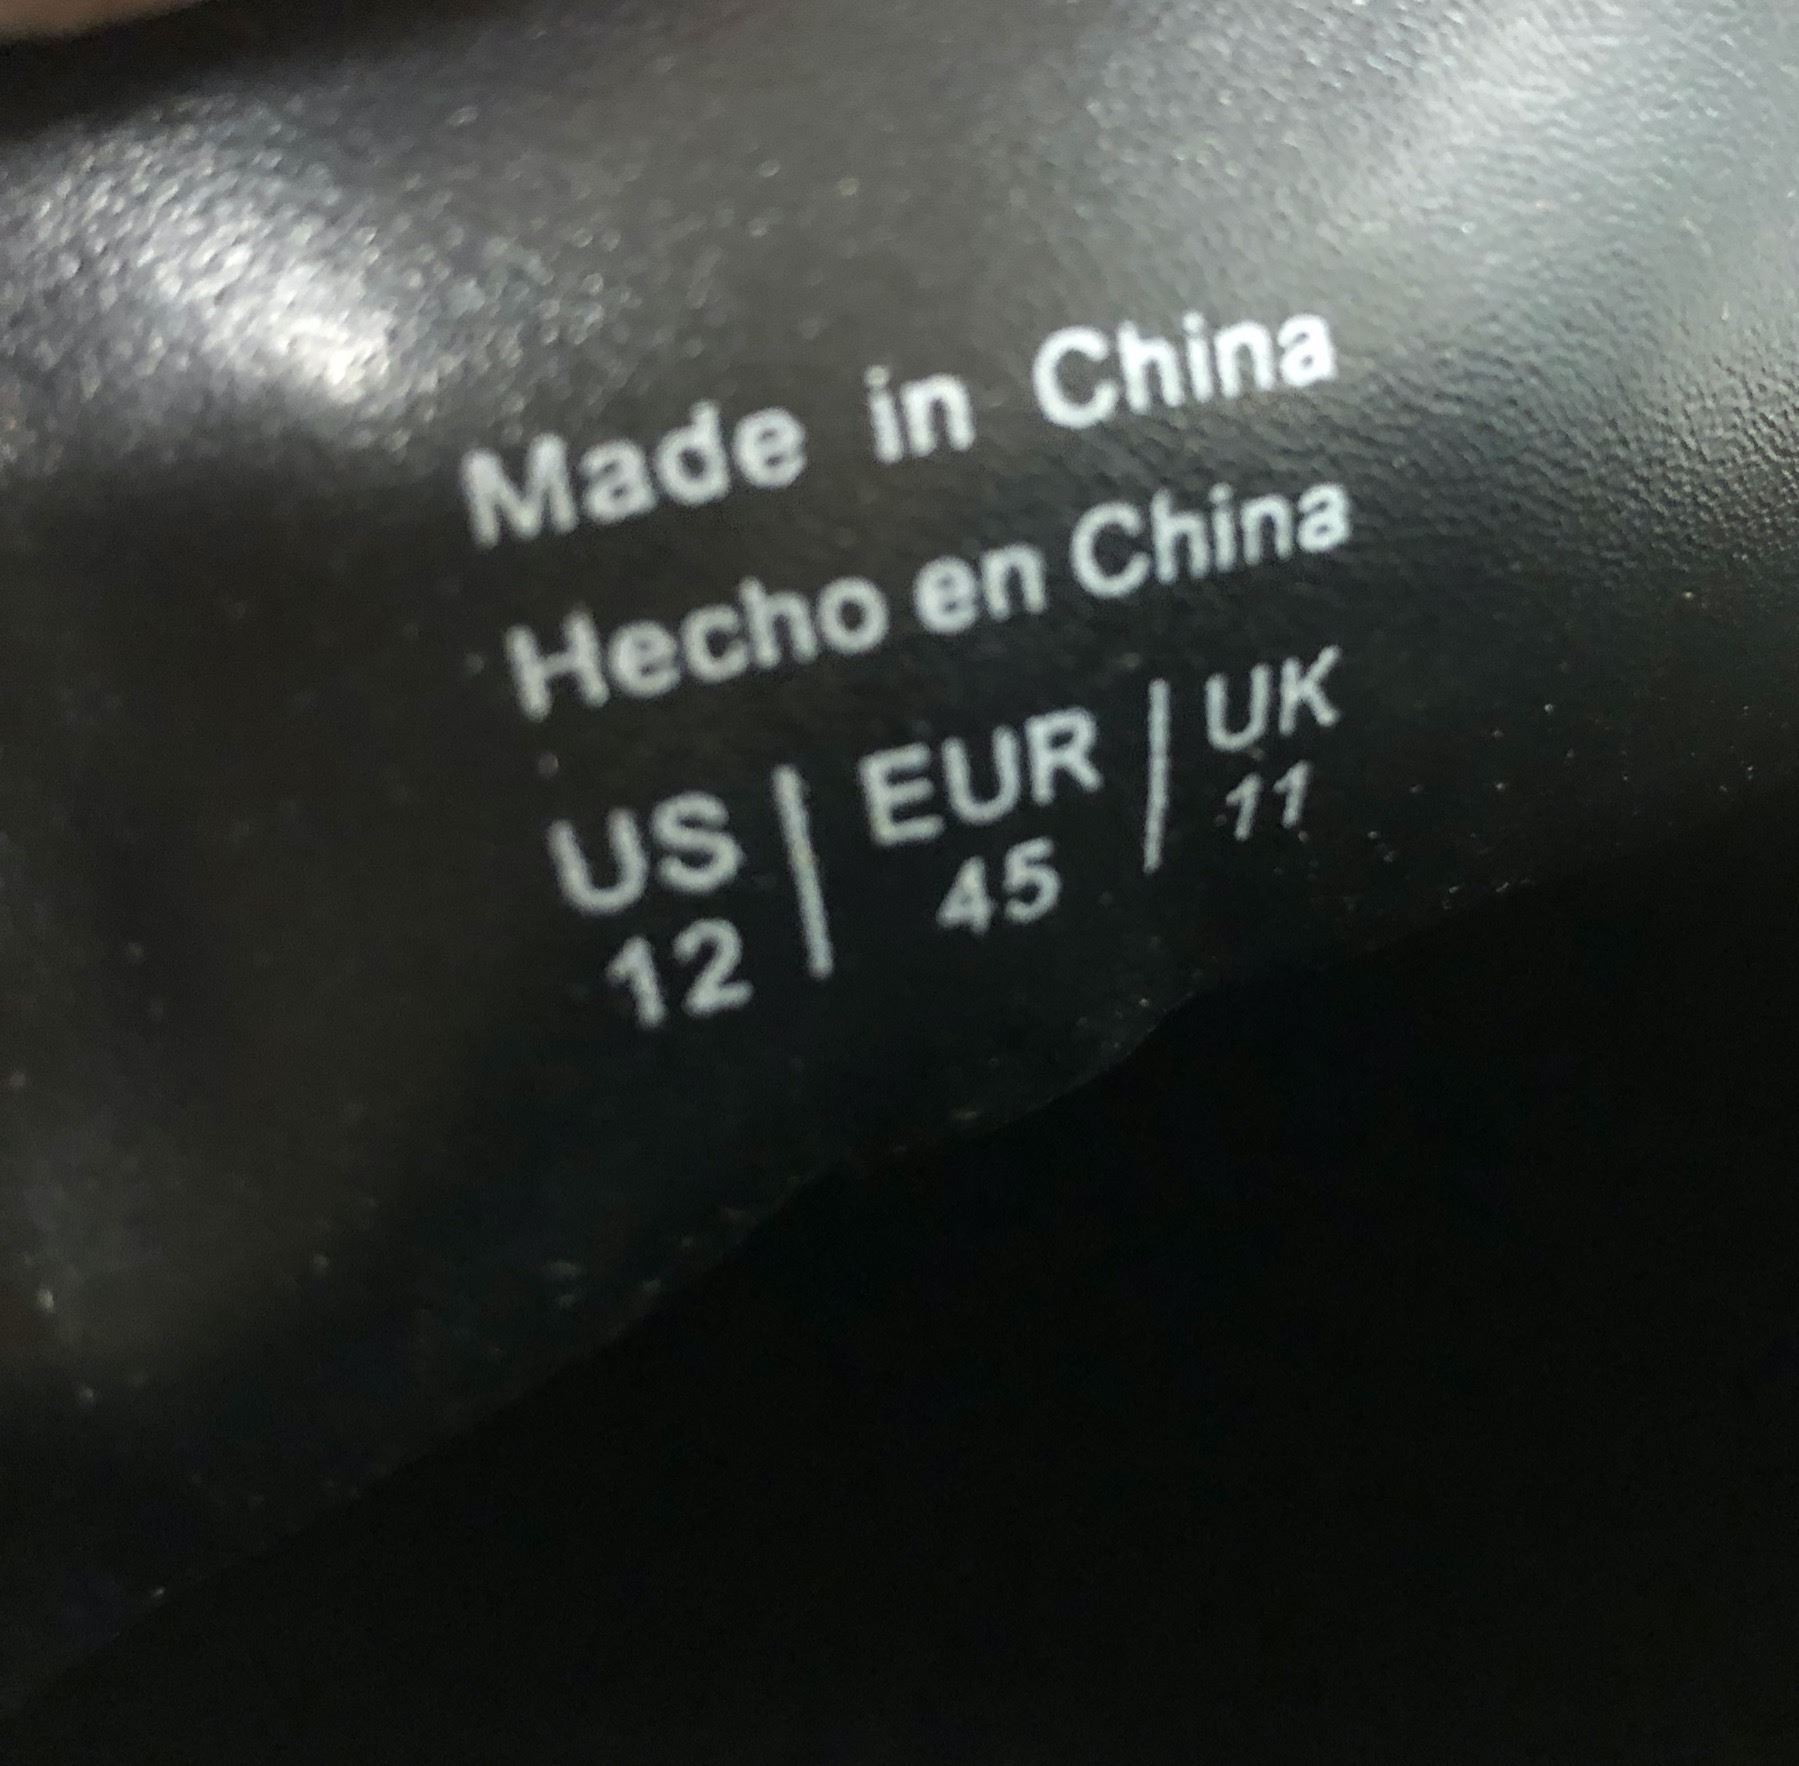 Made in China
Hecho en China
US | EUR | UK
12 | 45 | 11